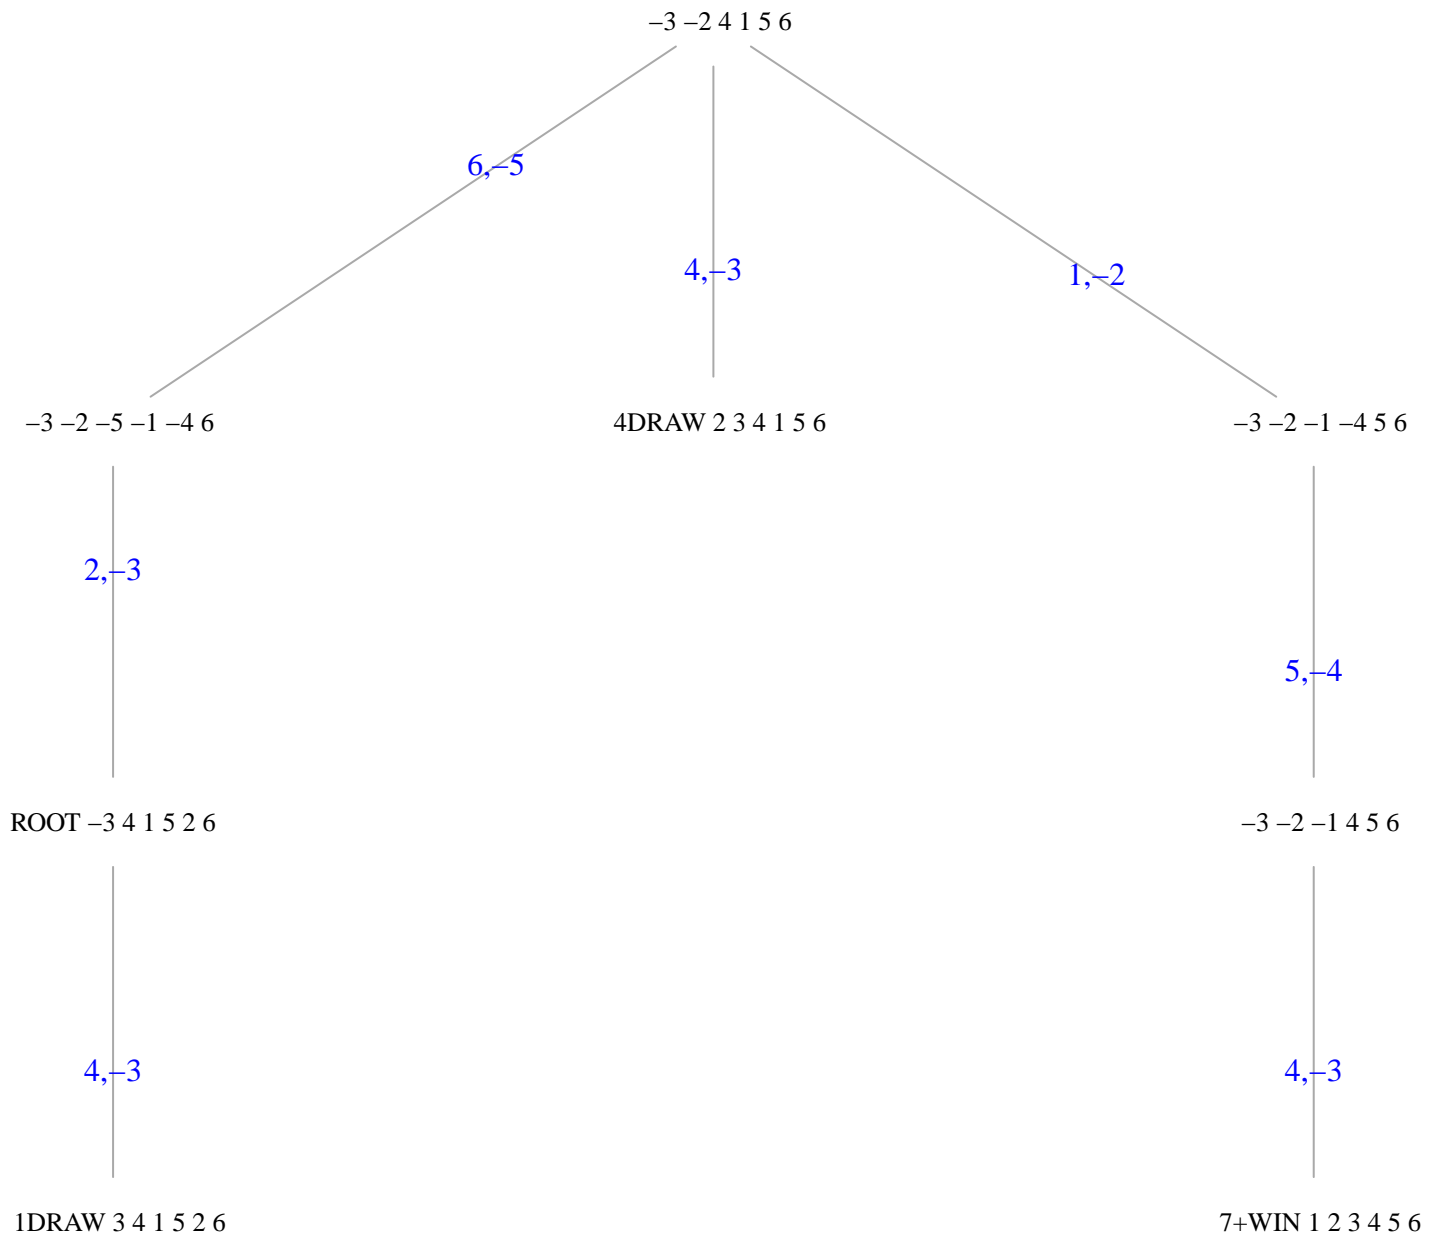 –3 –2 4 1 5 6
6,–5
4,–3
1,–2
–3 –2 –5 –1 –4 6
4DRAW 2 3 4 1 5 6
–3 –2 –1 –4 5 6
2,–3
5,–4
ROOT –3 4 1 5 2 6
–3 –2 –1 4 5 6
4,–3
4,–3
1DRAW 3 4 1 5 2 6
7+WIN 1 2 3 4 5 6